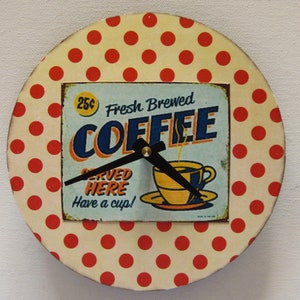 25¢
Fresh Brewed
COFFEE
SERVED
HERE
Have a cup!